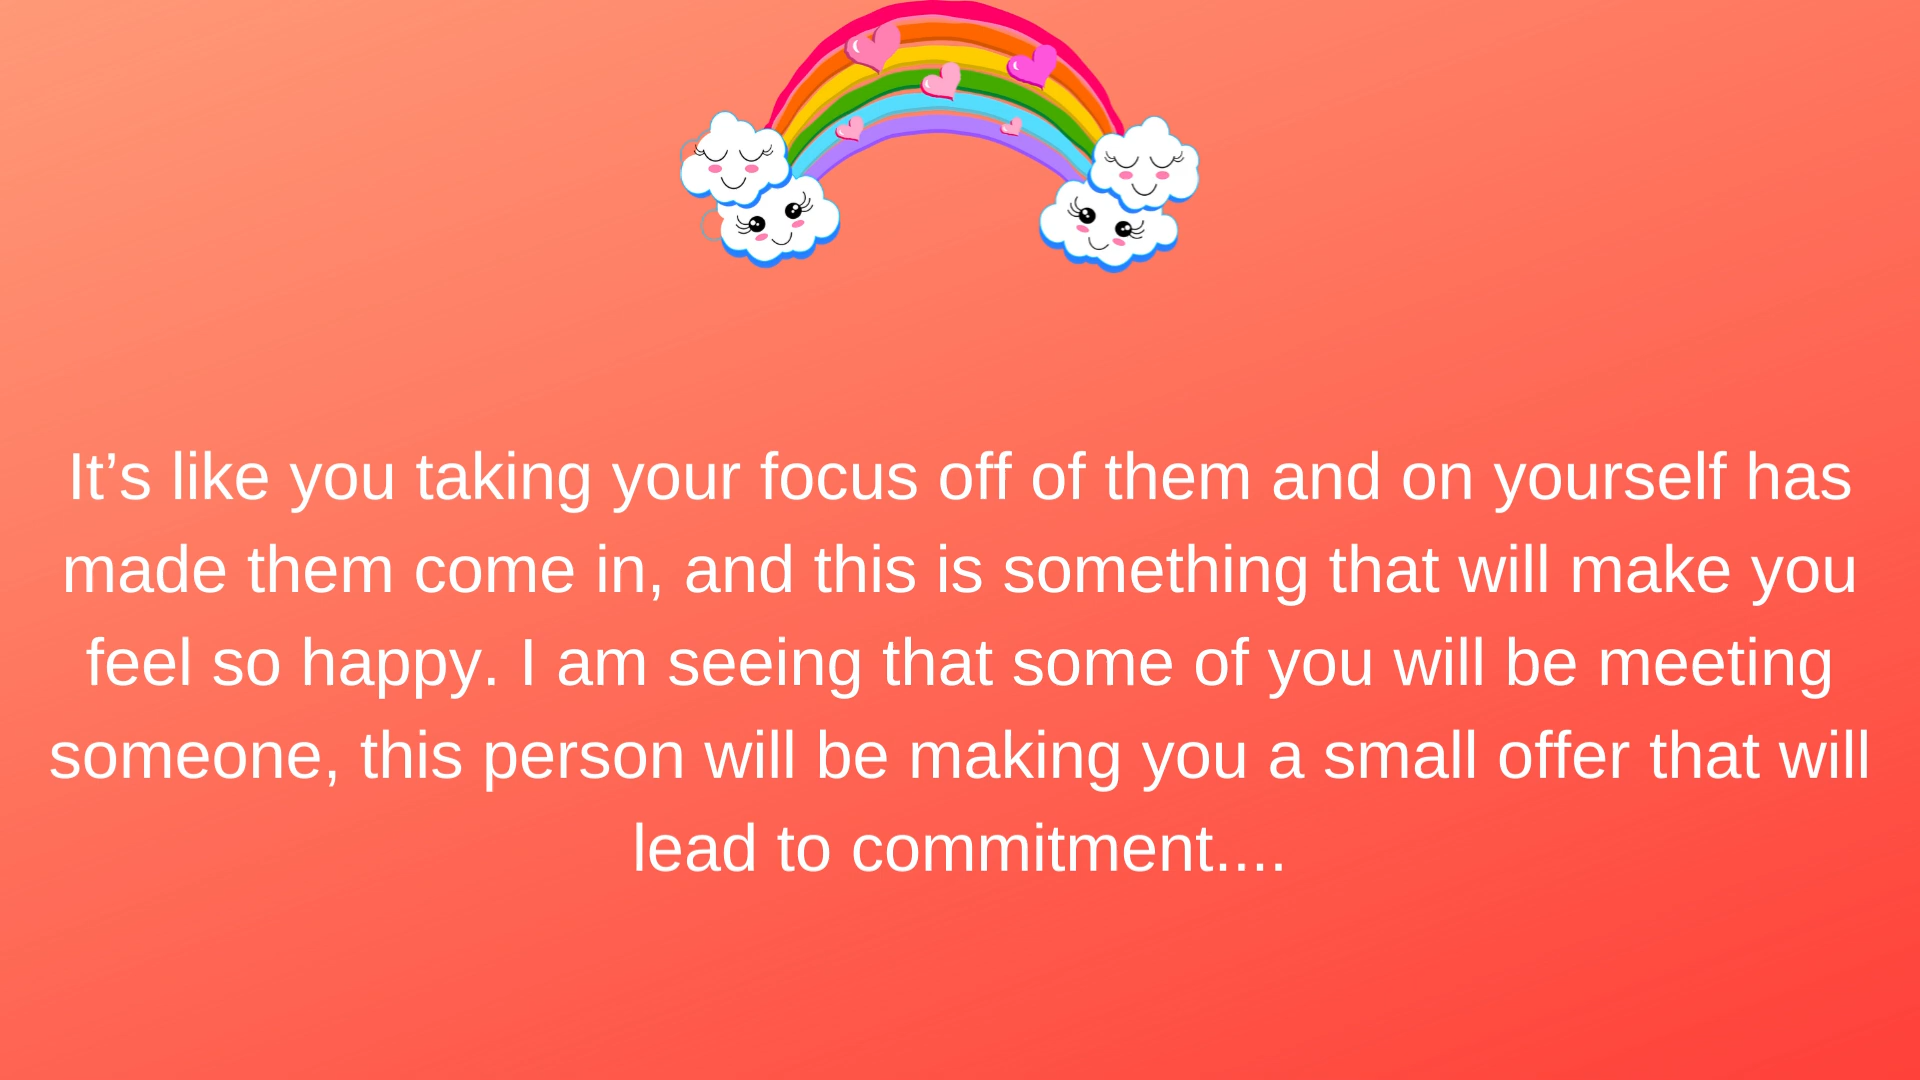 It’s like you taking your focus off of them and on yourself has
made them come in, and this is something that will make you
feel so happy. I am seeing that some of you will be meeting
someone, this person will be making you a small offer that will
lead to commitment....